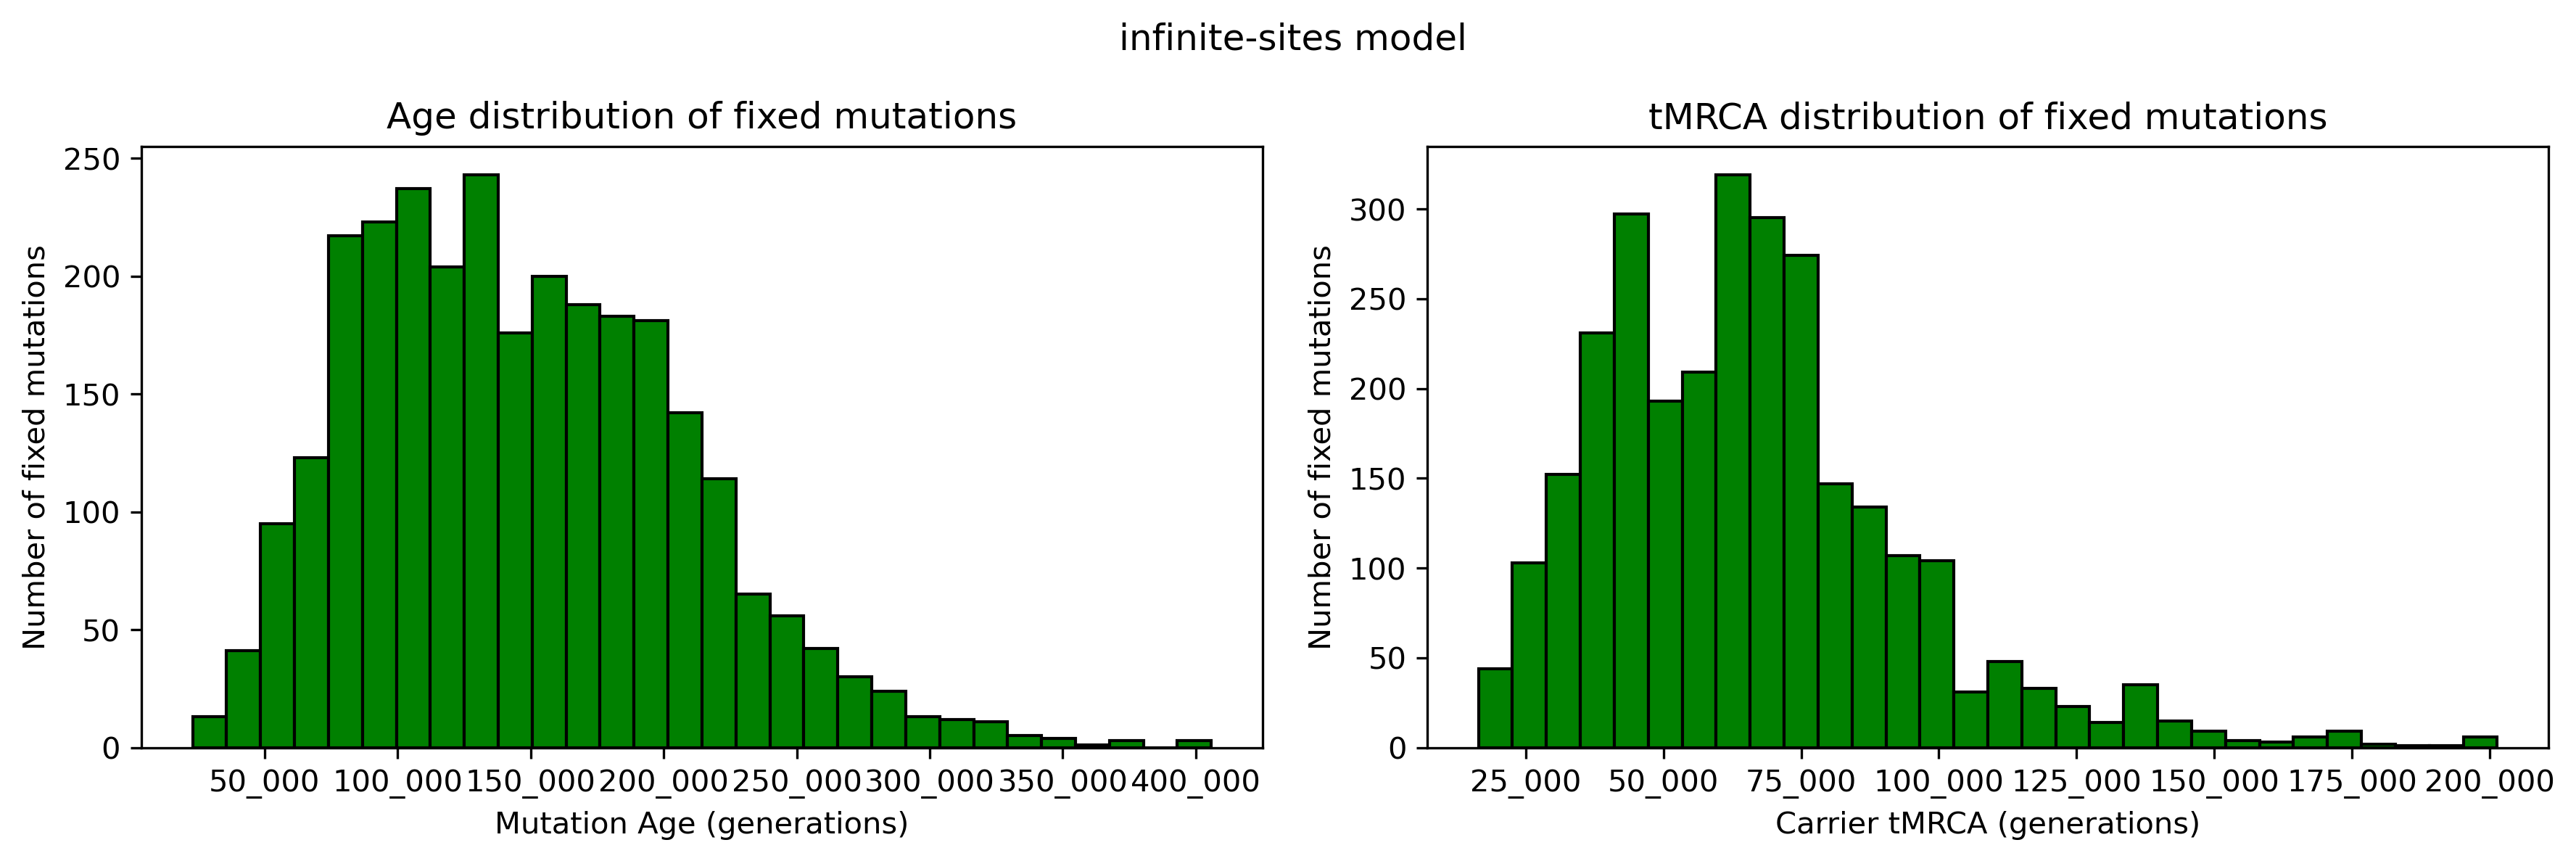 infinite-sites model
Age distribution of fixed mutations
Number of fixed mutations
250
200
150
100
50
0
50_000 100_000 150_000 200_000 250_000 300_000 350_000 400_000
Mutation Age (generations)
tMRCA distribution of fixed mutations
Number of fixed mutations
300
250
200
150
100
50
0
25_000 50_000 75_000 100_000 125_000 150_000 175_000 200_000
Carrier tMRCA (generations)